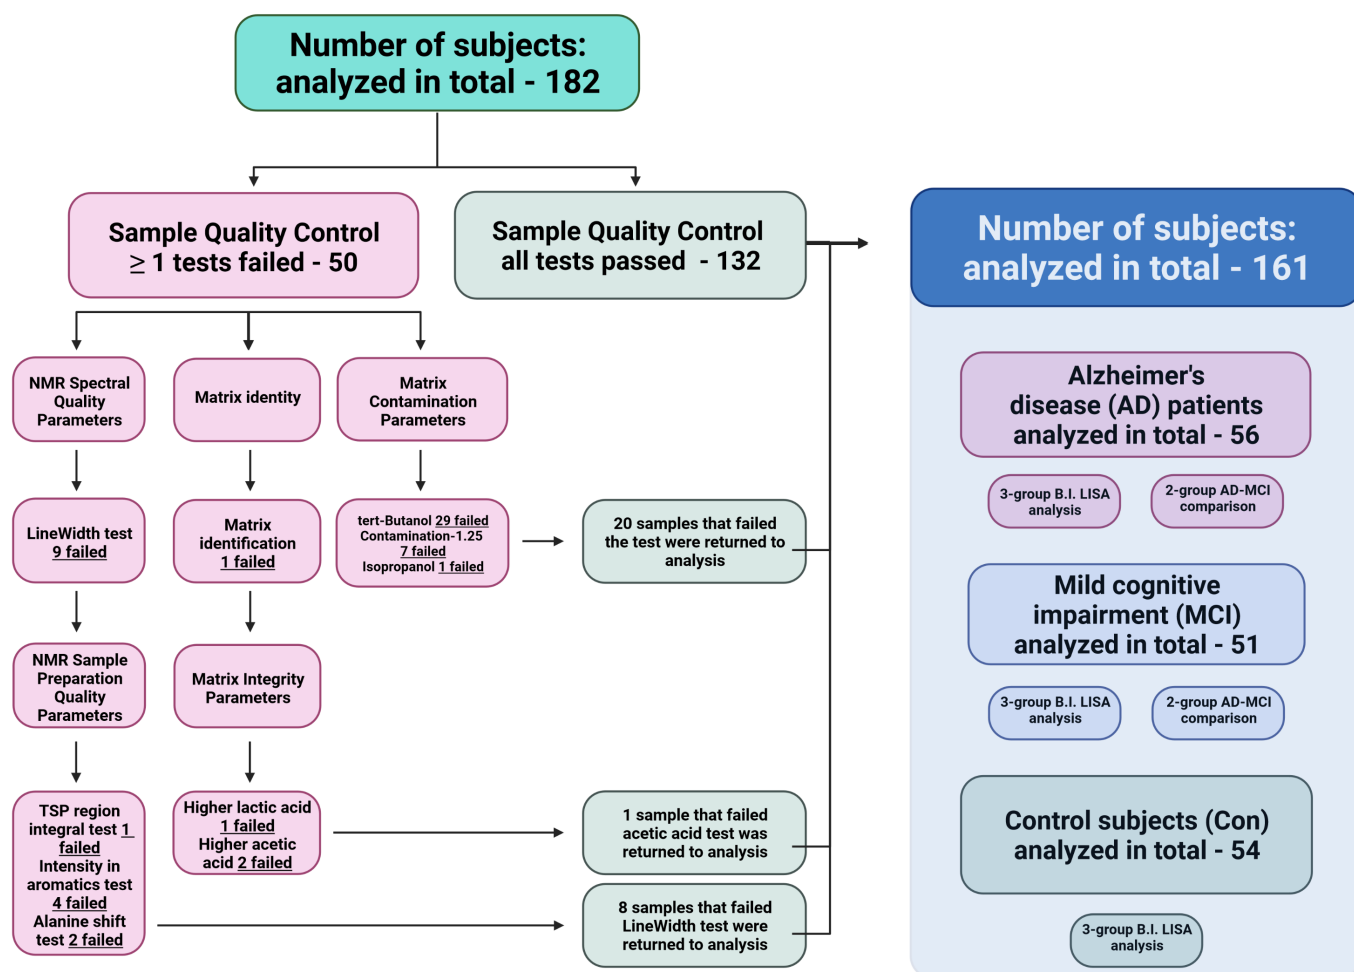 Number of subjects:
analyzed in total - 182
Sample Quality Control
≥ 1 tests failed - 50
Sample Quality Control
all tests passed - 132
NMR Spectral
Quality
Parameters
Matrix identity
Matrix
Contamination
Parameters
LineWidth test
9 failed
Matrix
identification
1 failed
tert-Butanol 29 failed
Contamination-1.25
7 failed
Isopropanol 1 failed
20 samples that failed
the test were returned to
analysis
NMR Sample
Preparation
Quality
Parameters
Matrix Integrity
Parameters
TSP region
integral test 1
failed
Intensity in
aromatics test
4 failed
Alanine shift
test 2 failed
Higher lactic acid
1 failed
Higher acetic
acid 2 failed
1 sample that failed
acetic acid test was
returned to analysis
8 samples that failed
LineWidth test were
returned to analysis
Number of subjects:
analyzed in total - 161
Alzheimer's
disease (AD) patients
analyzed in total - 56
3-group B.I. LISA
analysis
2-group AD-MCI
comparison
Mild cognitive
impairment (MCI)
analyzed in total - 51
3-group B.I. LISA
analysis
2-group AD-MCI
comparison
Control subjects (Con)
analyzed in total - 54
3-group B.I. LISA
analysis